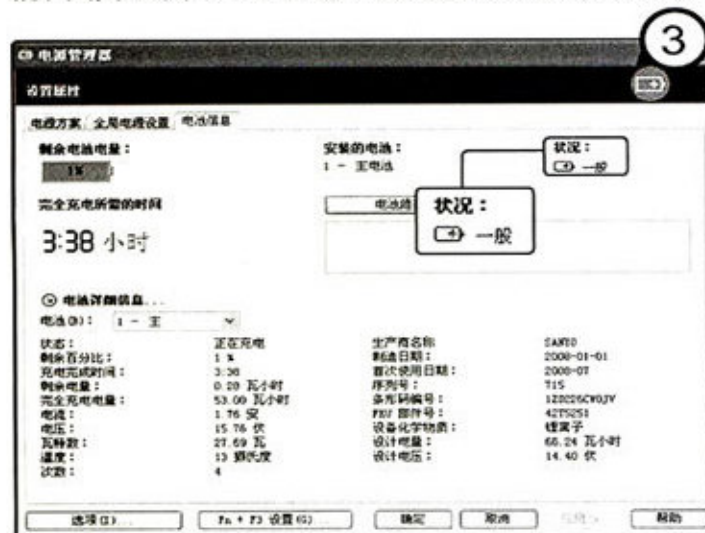 ③
电源管理器
设置属性
电源方案 全局电源设置 电池信息
剩余电池电量：
1%
安装的电池：
1 - 主电池
状况：
一般
完全充电所需的时间
3:38 小时
状况：
一般
电池详细信息...
电池(B)： 1 - 主
状态： 正在充电
剩余百分比： 1 %
充电完成时间： 3:38
剩余电量： 0.20 瓦小时
完全充电电量： 53.00 瓦小时
电流： 1.76 安
电压： 15.76 伏
瓦特数： 27.69 瓦
温度： 13 摄氏度
次数： 4
生产商名称 SANYO
制造日期： 2008-01-01
首次使用日期： 2008-07
序列号： 715
条形码编号：
FRU 部件号： 42T5251
设备化学物质： 锂离子
设计电量： 66.24 瓦小时
设计电压： 14.40 伏
选项(I)... Fn + F3 设置(G)... 确定 取消 帮助